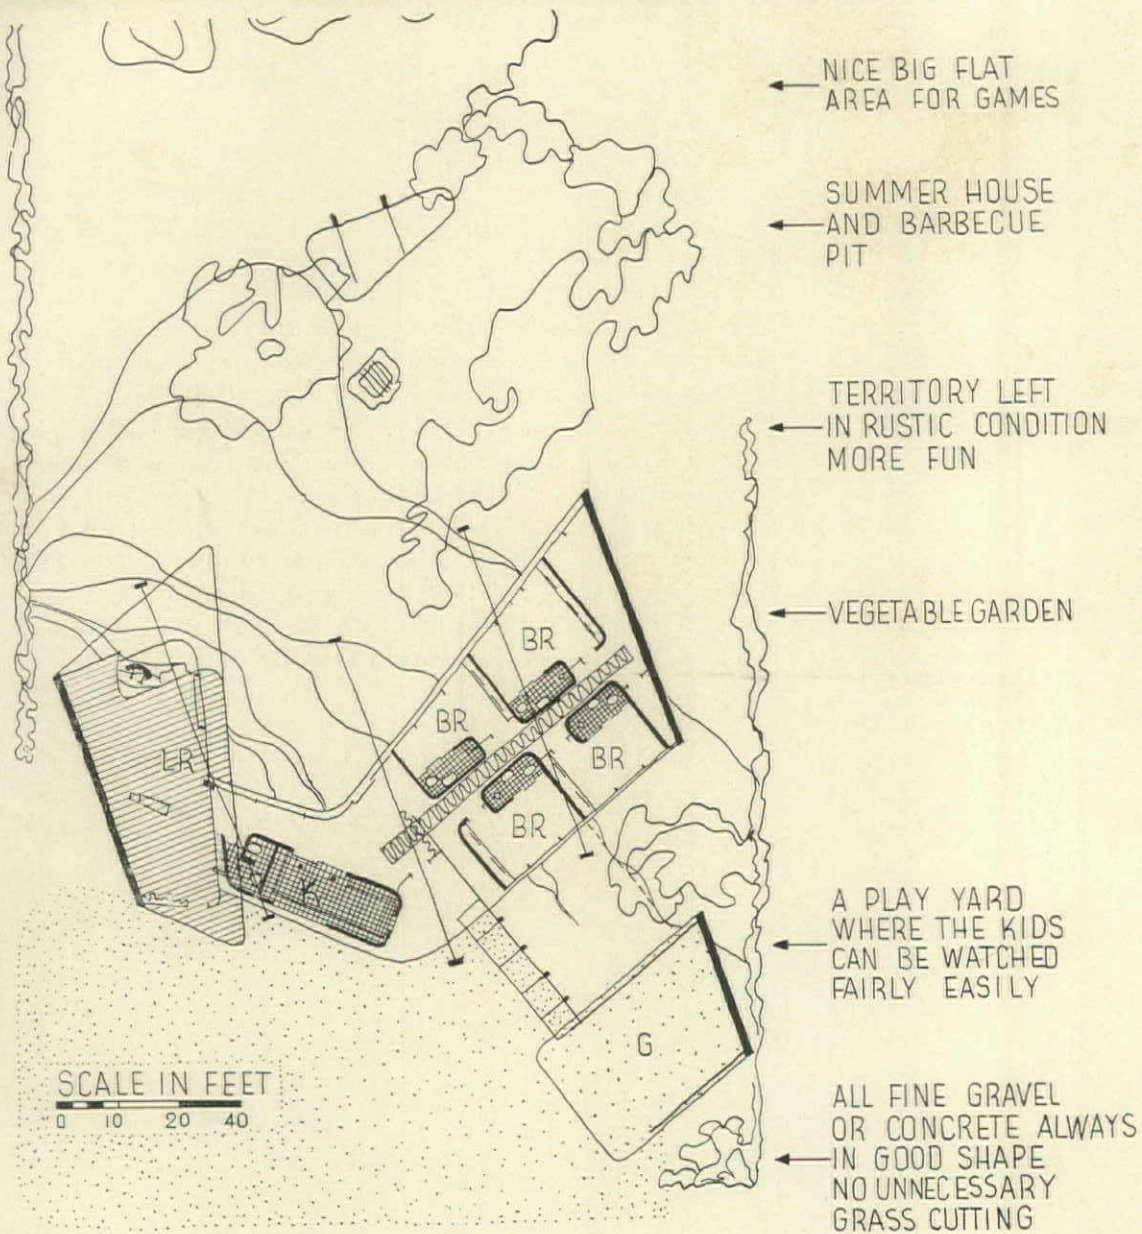 NICE BIG FLAT
AREA FOR GAMES
SUMMER HOUSE
AND BARBECUE
PIT
TERRITORY LEFT
IN RUSTIC CONDITION
MORE FUN
VEGETABLE GARDEN
BR
BR
BR
BR
LR
K
A PLAY YARD
WHERE THE KIDS
CAN BE WATCHED
FAIRLY EASILY
G
SCALE IN FEET
0 10 20 40
ALL FINE GRAVEL
OR CONCRETE ALWAYS
IN GOOD SHAPE
NO UNNECESSARY
GRASS CUTTING